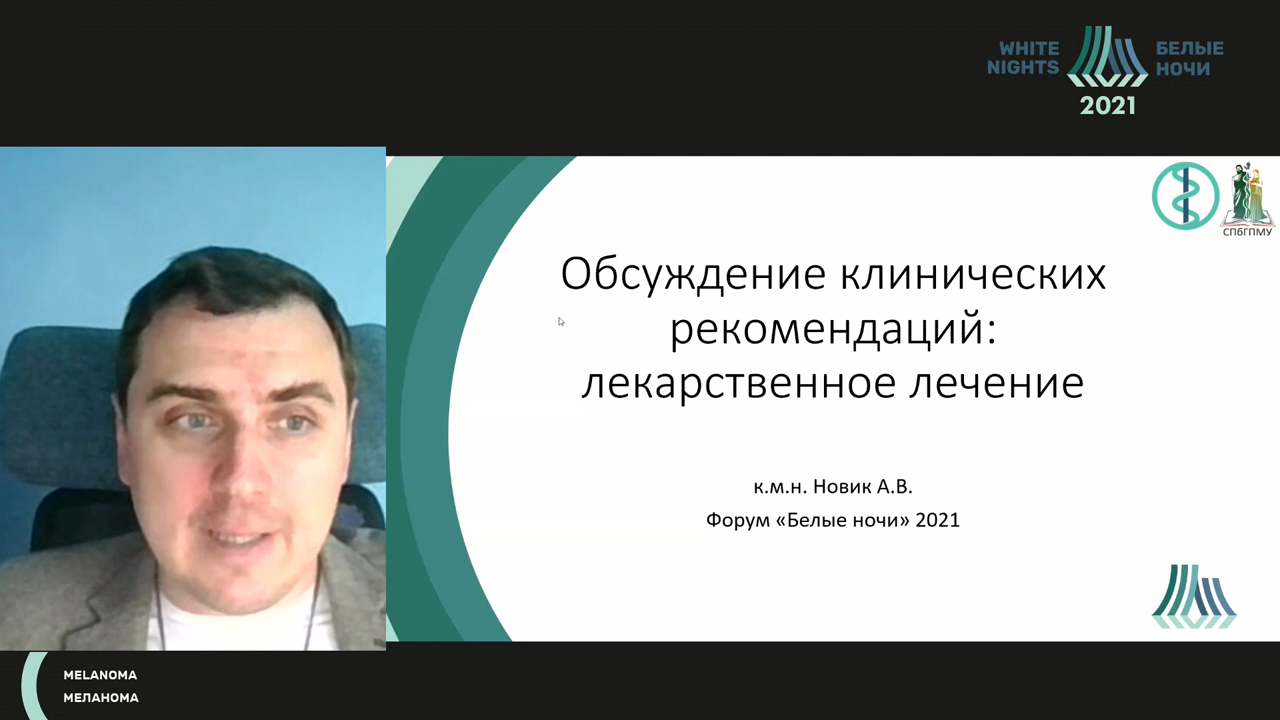 WHITE
NIGHTS
БЕЛЫЕ
НОЧИ
2021
СПбГПМУ
Обсуждение клинических
рекомендаций:
лекарственное лечение
к.м.н. Новик А.В.
Форум «Белые ночи» 2021
MELANOMA
МЕЛАНОМА